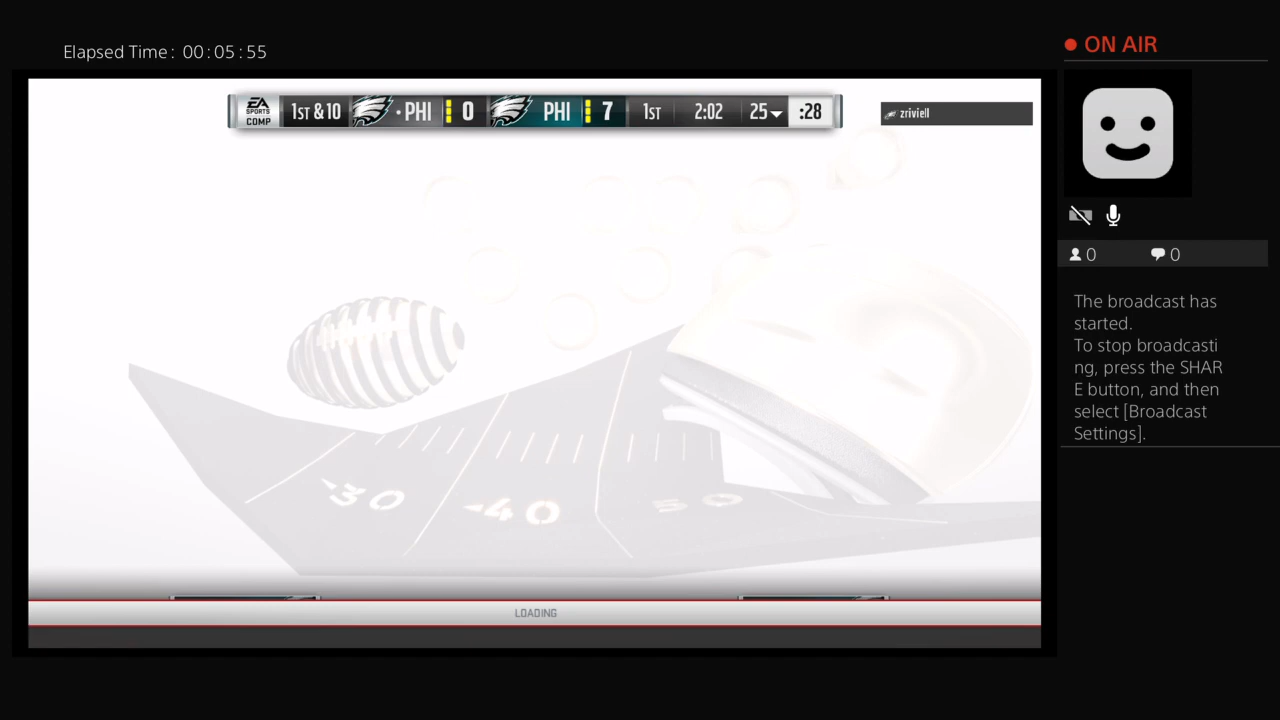 Elapsed Time: 00:05:55
ON AIR
EA SPORTS COMP 1ST & 10 · PHI 0 PHI 7 1ST 2:02 25 :28
zriviell
0 0
The broadcast has
started.
To stop broadcasti
ng, press the SHAR
E button, and then
select [Broadcast
Settings].
30 40 50
LOADING